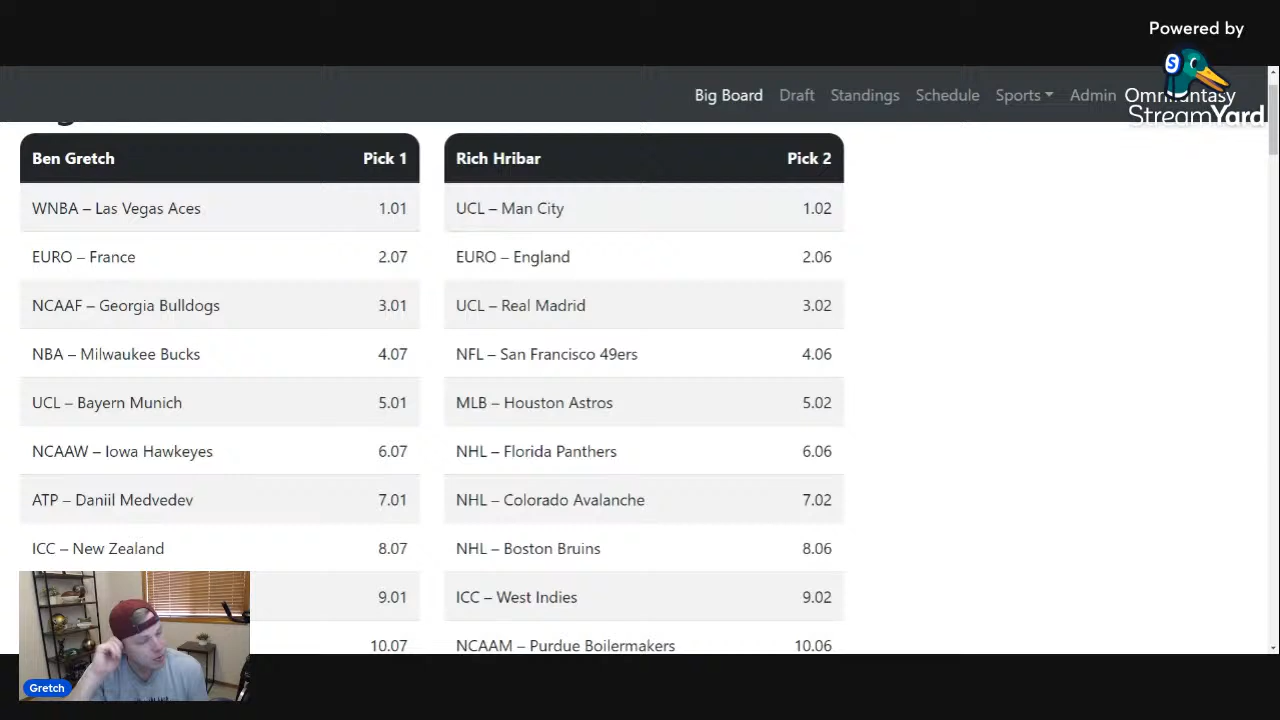 Powered by
StreamYard
Big Board Draft Standings Schedule Sports Admin Omnifantasy
Ben Gretch Pick 1
WNBA – Las Vegas Aces 1.01
EURO – France 2.07
NCAAF – Georgia Bulldogs 3.01
NBA – Milwaukee Bucks 4.07
UCL – Bayern Munich 5.01
NCAAW – Iowa Hawkeyes 6.07
ATP – Daniil Medvedev 7.01
ICC – New Zealand 8.07
9.01
10.07
Rich Hribar Pick 2
UCL – Man City 1.02
EURO – England 2.06
UCL – Real Madrid 3.02
NFL – San Francisco 49ers 4.06
MLB – Houston Astros 5.02
NHL – Florida Panthers 6.06
NHL – Colorado Avalanche 7.02
NHL – Boston Bruins 8.06
ICC – West Indies 9.02
NCAAM – Purdue Boilermakers 10.06
Gretch